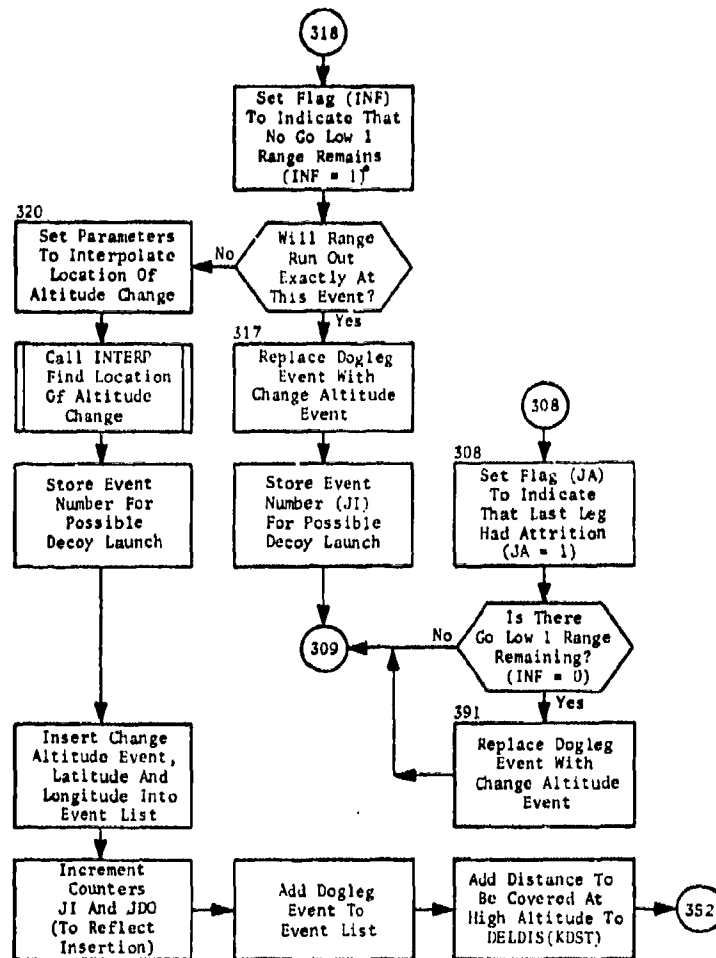 318
Set Flag (INF)
To Indicate That
No Go Low 1
Range Remains
(INF = 1)
320
Set Parameters
To Interpolate
Location Of
Altitude Change
No
Will Range
Run Out
Exactly At
This Event?
Yes
Call INTERP
Find Location
Of Altitude
Change
317
Replace Dogleg
Event With
Change Altitude
Event
308
Store Event
Number For
Possible
Decoy Launch
Store Event
Number (JI)
For Possible
Decoy Launch
308
Set Flag (JA)
To Indicate
That Last Leg
Had Attrition
(JA = 1)
309
No
Is There
Go Low 1 Range
Remaining?
(INF = 0)
Yes
Insert Change
Altitude Event,
Latitude And
Longitude Into
Event List
391
Replace Dogleg
Event With
Change Altitude
Event
Increment
Counters
JI And JDO
(To Reflect
Insertion)
Add Dogleg
Event To
Event List
Add Distance To
Be Covered At
High Altitude To
DELDIS(KDST)
352